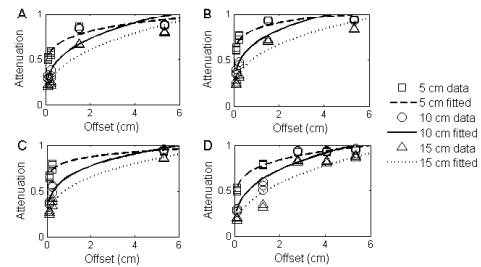 A
B
1
0.5
0
Attenuation
0 2 4 6
Offset (cm)
1
0.5
0
Attenuation
0 2 4 6
Offset (cm)
5 cm data
5 cm fitted
10 cm data
10 cm fitted
15 cm data
15 cm fitted
C
D
1
0.5
0
Attenuation
0 2 4 6
Offset (cm)
1
0.5
0
Attenuation
0 2 4 6
Offset (cm)